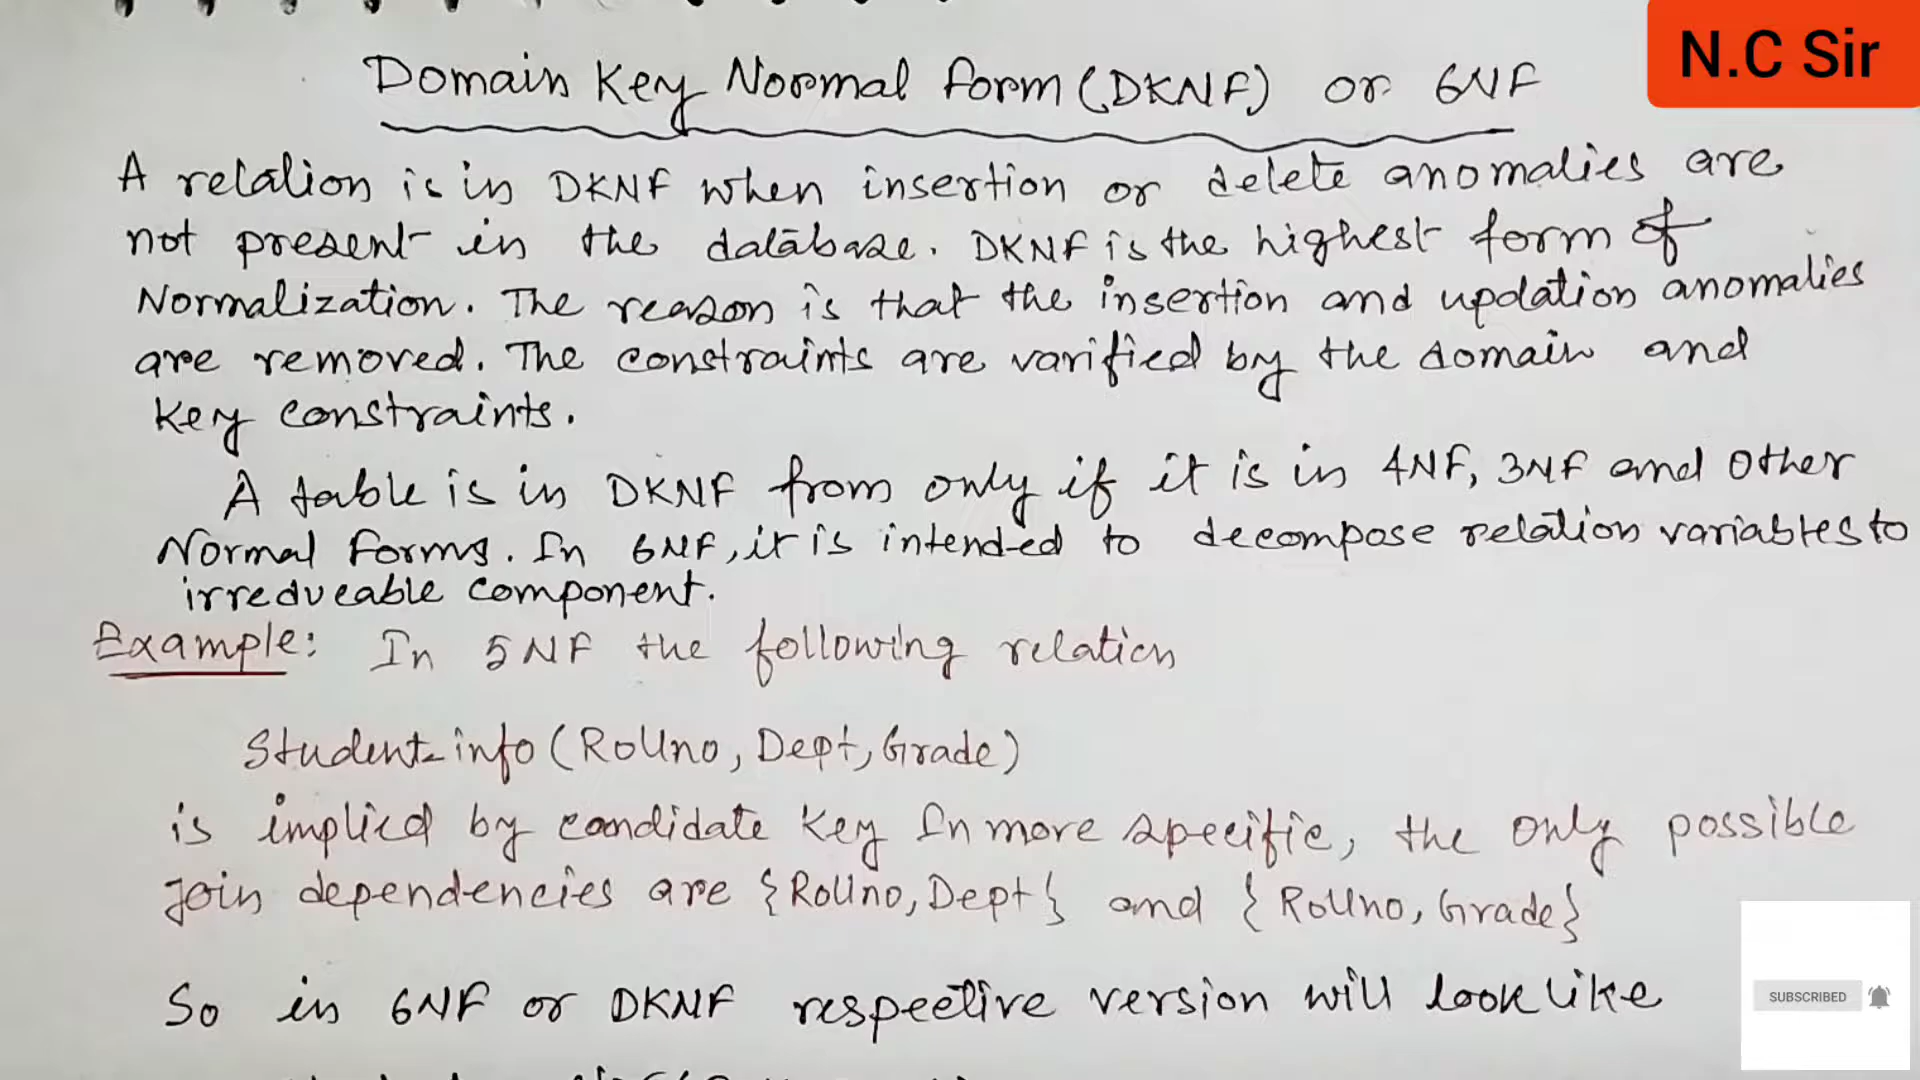 N.C Sir
Domain Key Normal Form (DKNF) or 6NF
A relation is in DKNF when insertion or delete anomalies are
not present in the database. DKNF is the highest form of
Normalization. The reason is that the insertion and updation anomalies
are removed. The constraints are varified by the domain and
Key constraints.
A table is in DKNF from only if it is in 4NF, 3NF and other
Normal Forms. In 6NF, it is intended to decompose relation variables to
irreduceable component.
Example: In 5NF the following relation
Student-info (Rollno, Dept, Grade)
is implied by candidate key In more specific, the only possible
Join dependencies are {Rollno, Dept} and {Rollno, Grade}
So in 6NF or DKNF respective version will look like
SUBSCRIBED